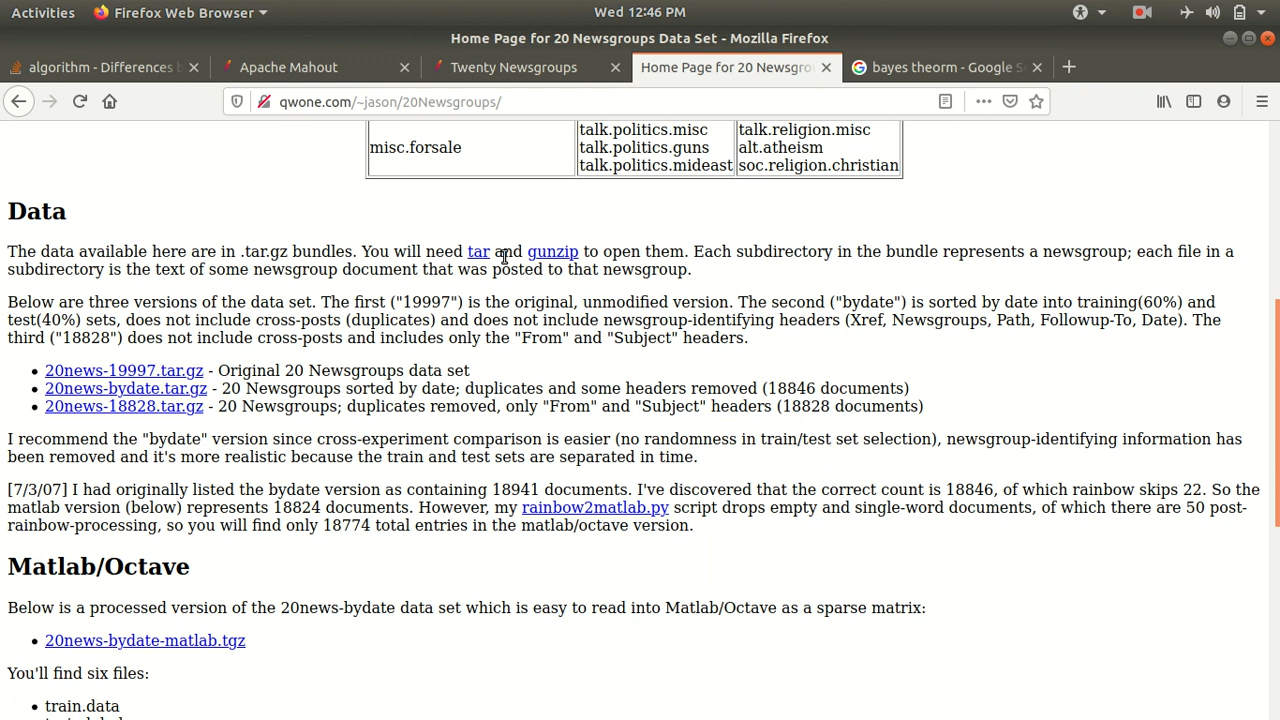 Activities Firefox Web Browser Wed 12:46 PM
Home Page for 20 Newsgroups Data Set - Mozilla Firefox
algorithm - Differences Apache Mahout Twenty Newsgroups Home Page for 20 Newsgro bayes theorm - Google S
qwone.com/~jason/20Newsgroups/
talk.politics.misc talk.religion.misc
misc.forsale talk.politics.guns alt.atheism
talk.politics.mideast soc.religion.christian
Data
The data available here are in .tar.gz bundles. You will need tar and gunzip to open them. Each subdirectory in the bundle represents a newsgroup; each file in a
subdirectory is the text of some newsgroup document that was posted to that newsgroup.
Below are three versions of the data set. The first ("19997") is the original, unmodified version. The second ("bydate") is sorted by date into training(60%) and
test(40%) sets, does not include cross-posts (duplicates) and does not include newsgroup-identifying headers (Xref, Newsgroups, Path, Followup-To, Date). The
third ("18828") does not include cross-posts and includes only the "From" and "Subject" headers.
20news-19997.tar.gz - Original 20 Newsgroups data set
20news-bydate.tar.gz - 20 Newsgroups sorted by date; duplicates and some headers removed (18846 documents)
20news-18828.tar.gz - 20 Newsgroups; duplicates removed, only "From" and "Subject" headers (18828 documents)
I recommend the "bydate" version since cross-experiment comparison is easier (no randomness in train/test set selection), newsgroup-identifying information has
been removed and it's more realistic because the train and test sets are separated in time.
[7/3/07] I had originally listed the bydate version as containing 18941 documents. I've discovered that the correct count is 18846, of which rainbow skips 22. So the
matlab version (below) represents 18824 documents. However, my rainbow2matlab.py script drops empty and single-word documents, of which there are 50 post-
rainbow-processing, so you will find only 18774 total entries in the matlab/octave version.
Matlab/Octave
Below is a processed version of the 20news-bydate data set which is easy to read into Matlab/Octave as a sparse matrix:
20news-bydate-matlab.tgz
You'll find six files:
train.data